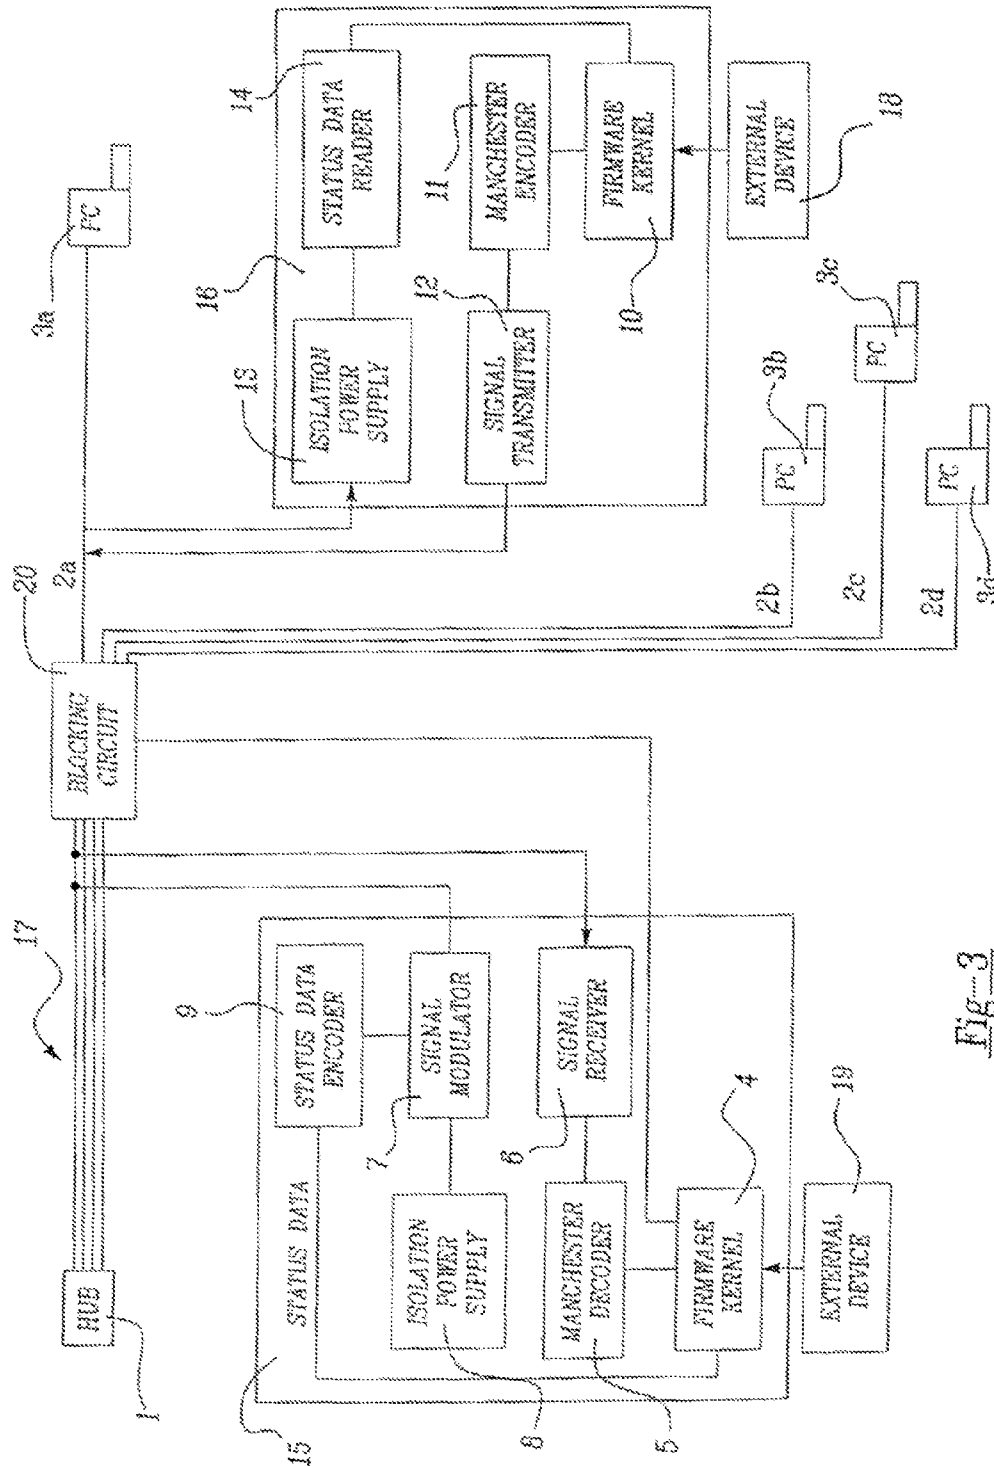 17
HUB
1
BLOCKING
CIRCUIT
20
2a
3a
PC
15
STATUS DATA
9
STATUS DATA
ENCODER
SIGNAL
MODULATOR
7
ISOLATION
POWER
SUPPLY
8
SIGNAL
RECEIVER
6
MANCHESTER
DECODER
5
FIRMWARE
KERNEL
4
EXTERNAL
DEVICE
19
16
13
ISOLATION
POWER
SUPPLY
14
STATUS DATA
READER
12
SIGNAL
TRANSMITTER
11
MANCHESTER
ENCODER
FIRMWARE
KERNEL
10
EXTERNAL
DEVICE
18
2b
PC
3b
2c
PC
3c
2d
PC
3d
Fig-3